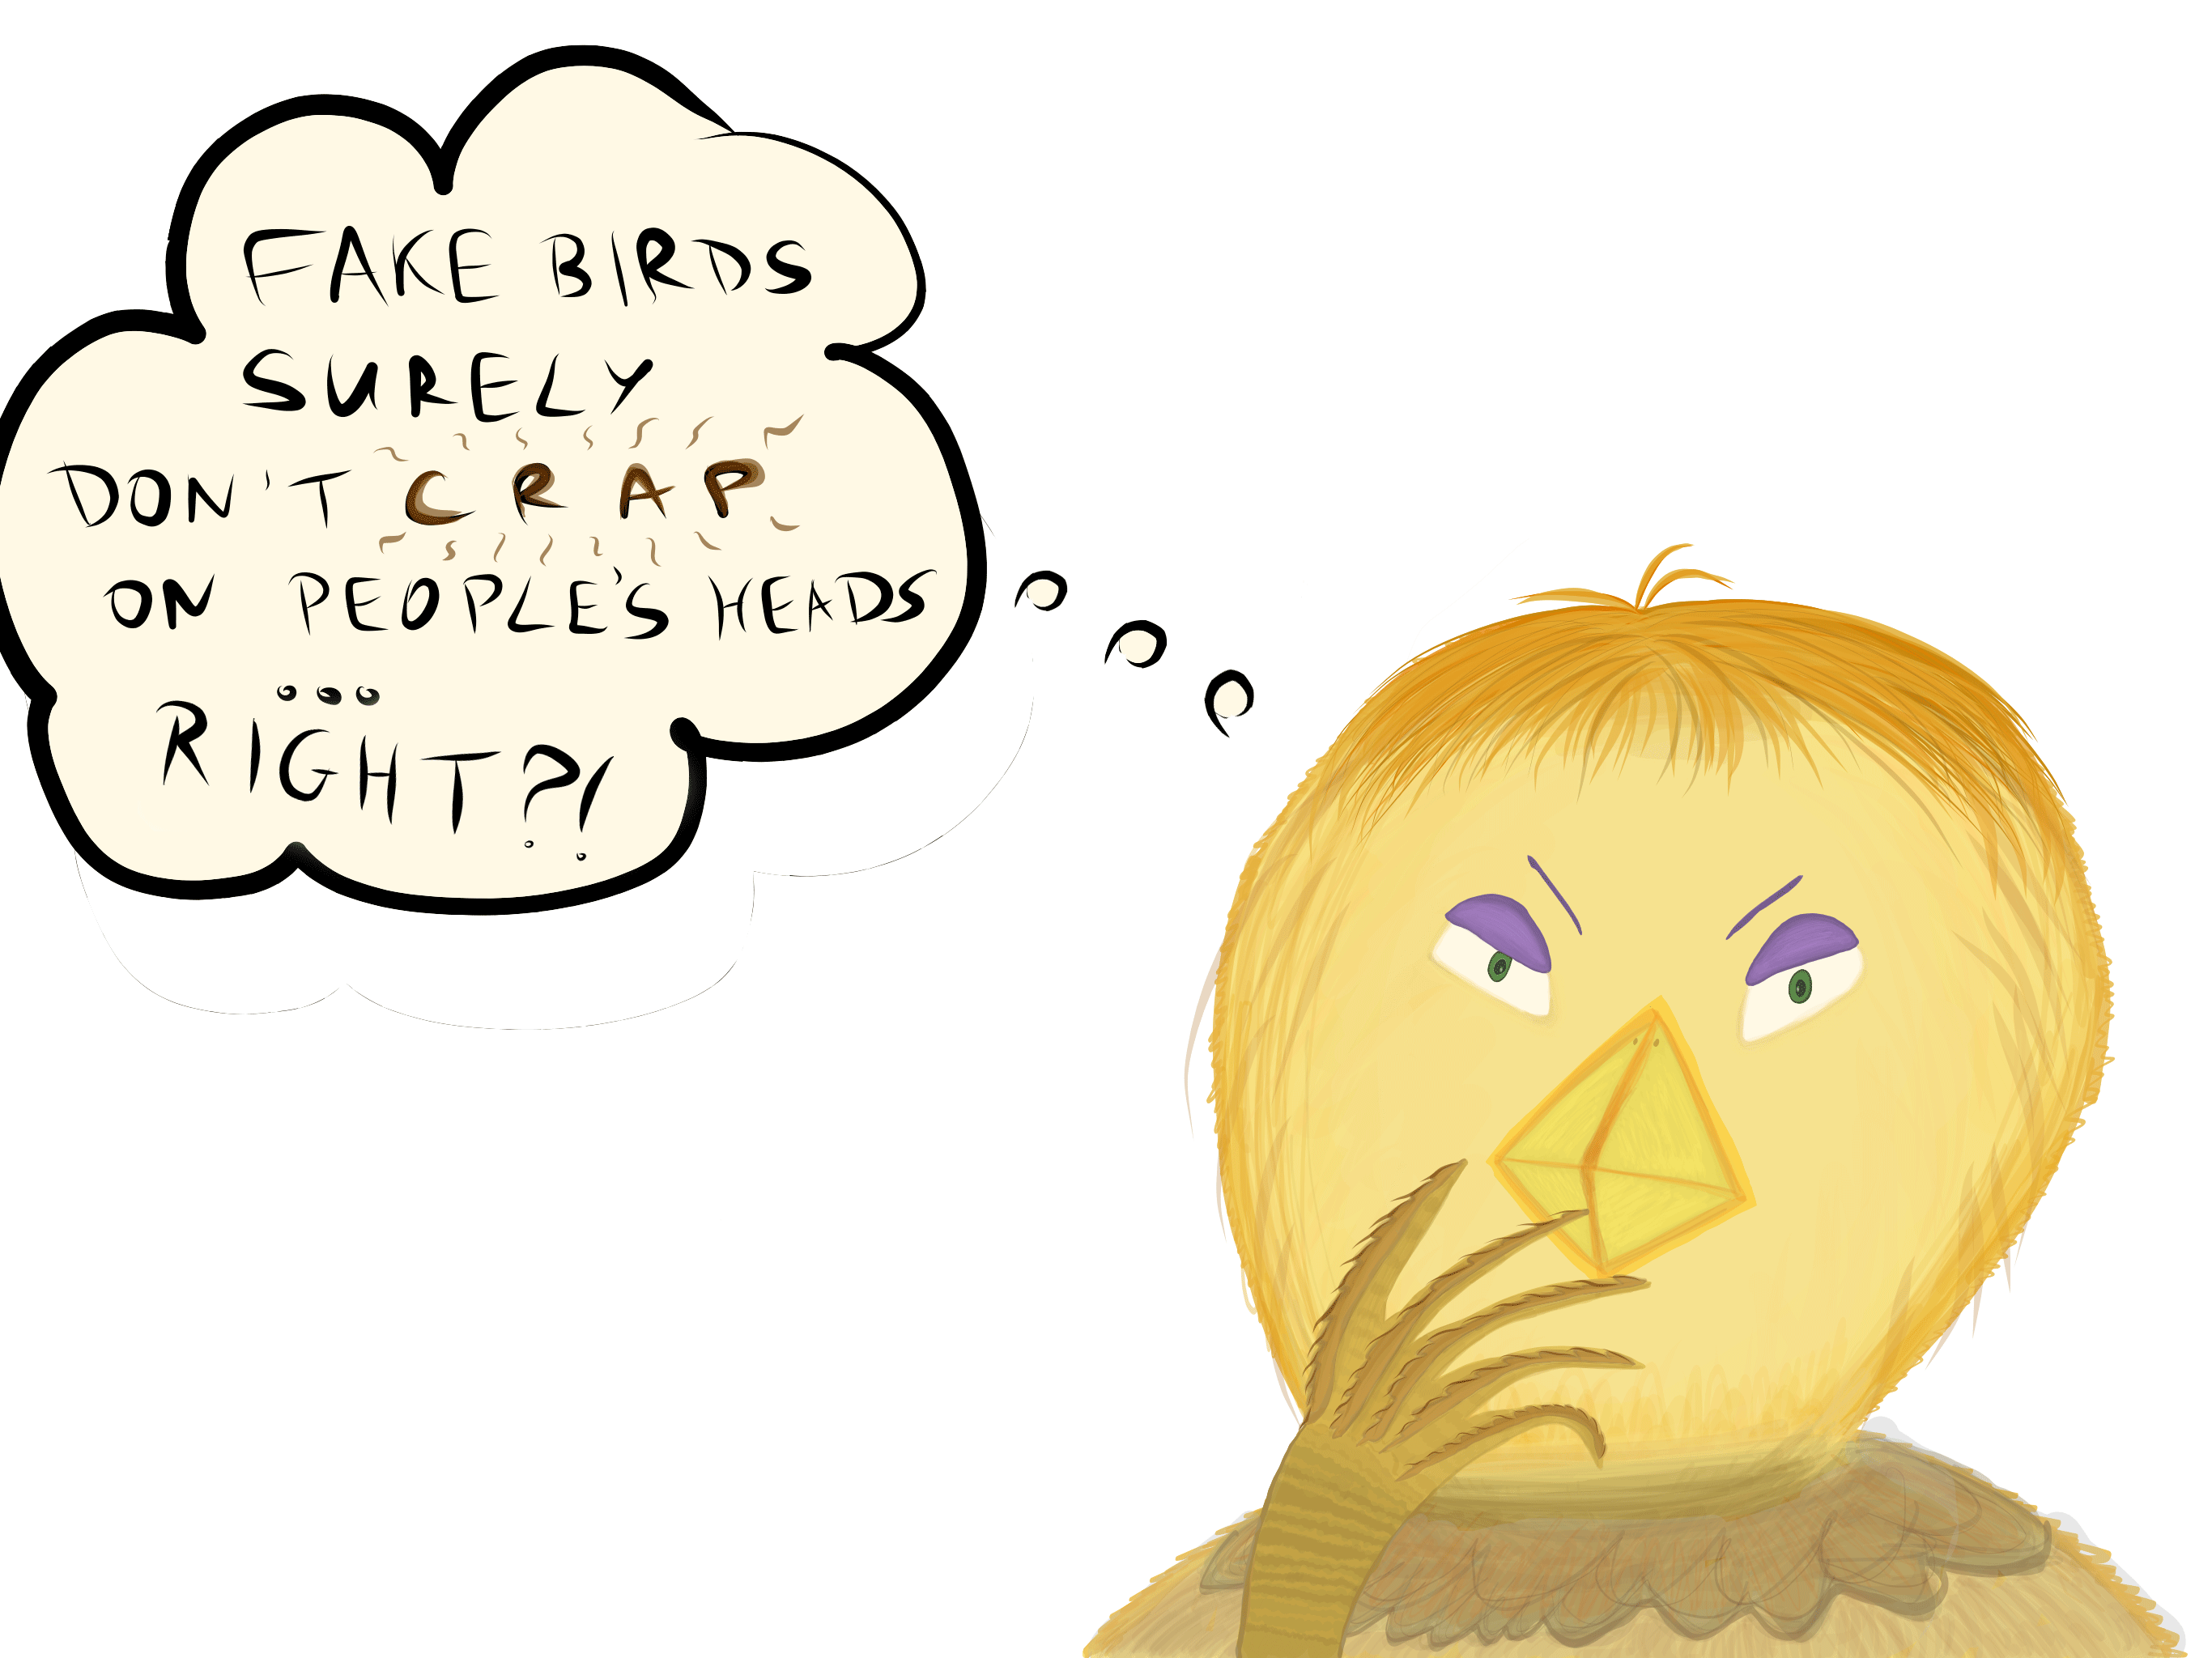 FAKE BIRDS
SURELY
DON'T CRAP
ON PEOPLE'S HEADS
...
RIGHT?!